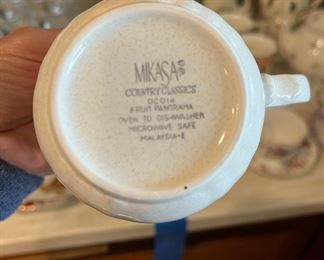 MIKASA®
COUNTRY CLASSICS
DC014
FRUIT PANORAMA
OVEN TO DISHWASHER
MICROWAVE SAFE
MALAYSIA-E